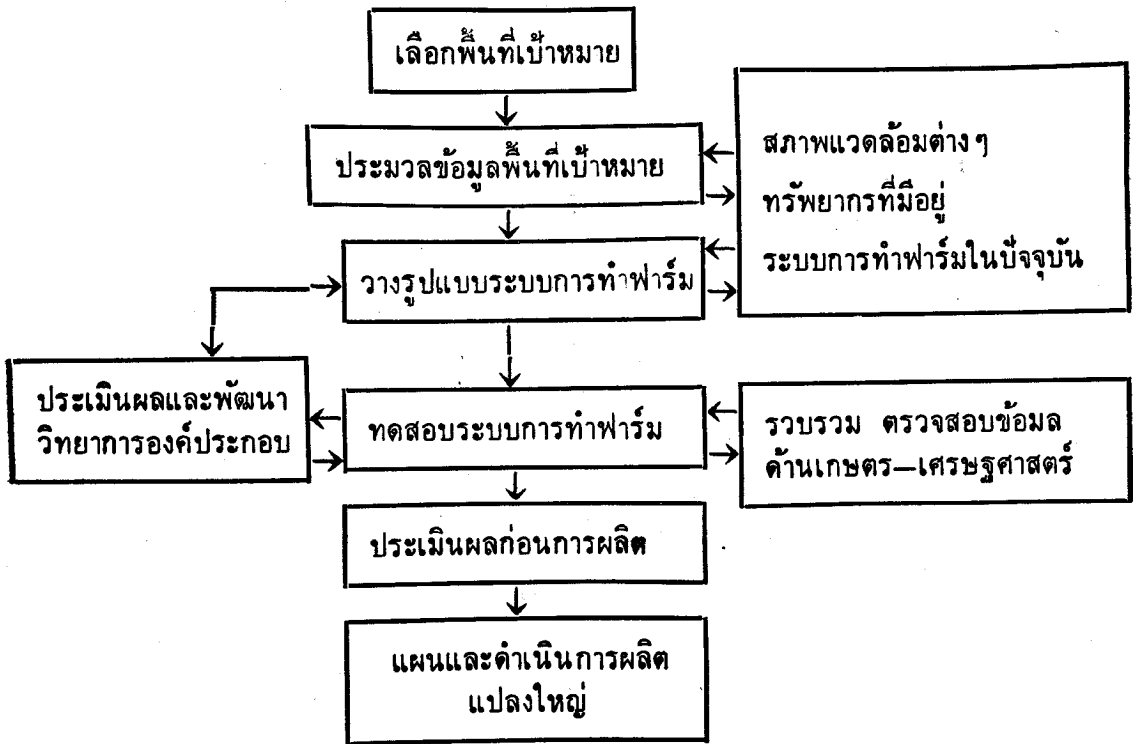 เลือกพื้นที่เป้าหมาย
ประมวลข้อมูลพื้นที่เป้าหมาย
สภาพแวดล้อมต่างๆ
ทรัพยากรที่มีอยู่
ระบบการทำฟาร์มในปัจจุบัน
วางรูปแบบระบบการทำฟาร์ม
ประเมินผลและพัฒนา
วิทยาการองค์ประกอบ
ทดสอบระบบการทำฟาร์ม
รวบรวม ตรวจสอบข้อมล
ด้านเกษตร–เศรษฐศาสตร์
ประเมินผลก่อนการผลิต
แผนและดำเนินการผลิต
แปลงใหญ่